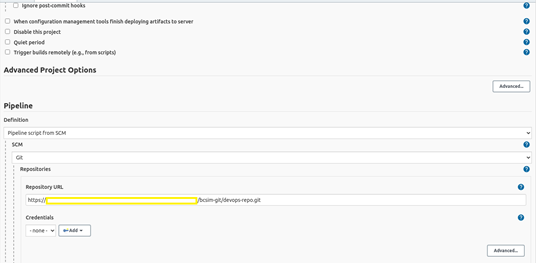 Ignore post-commit hooks
When configuration management tools finish deploying artifacts to server
Disable this project
Quiet period
Trigger builds remotely (e.g., from scripts)
Advanced Project Options
Advanced...
Pipeline
Definition
Pipeline script from SCM
SCM
Git
Repositories
Repository URL
https:// /bcsim-git/devops-repo.git
Credentials
- none -
Add
Advanced...